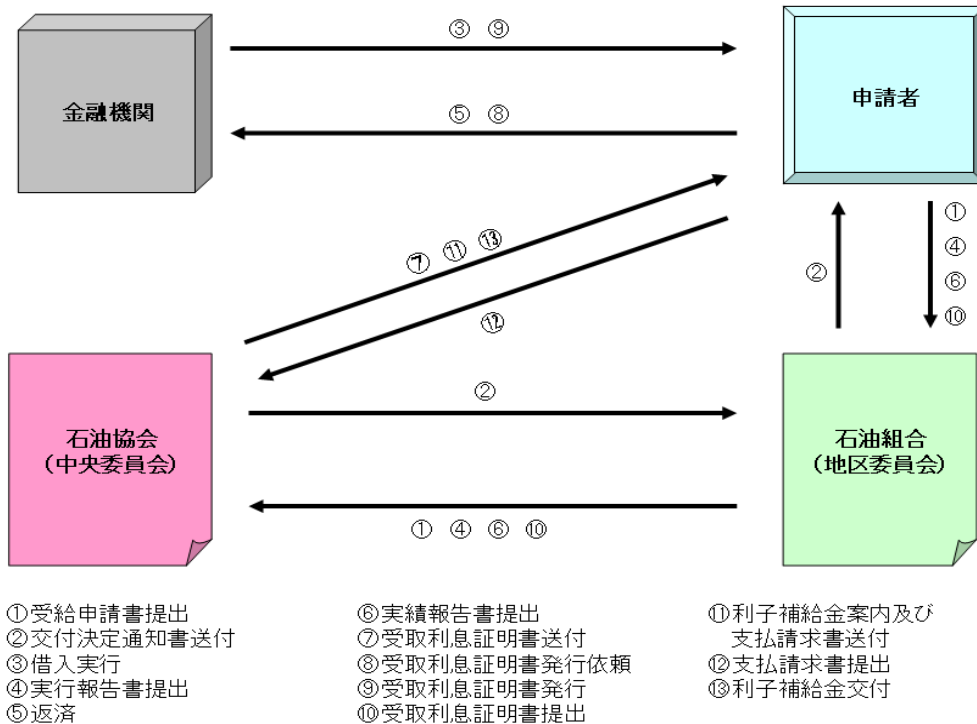 ③ ⑨
金融機関
申請者
⑤ ⑧
⑦ ⑪ ⑬
②
①
④
⑥
⑩
⑫
②
石油協会
（中央委員会）
石油組合
（地区委員会）
① ④ ⑥ ⑩
①受給申請書提出
②交付決定通知書送付
③借入実行
④実行報告書提出
⑤返済
⑥実績報告書提出
⑦受取利息証明書送付
⑧受取利息証明書発行依頼
⑨受取利息証明書発行
⑩受取利息証明書提出
⑪利子補給金案内及び
支払請求書送付
⑫支払請求書提出
⑬利子補給金交付